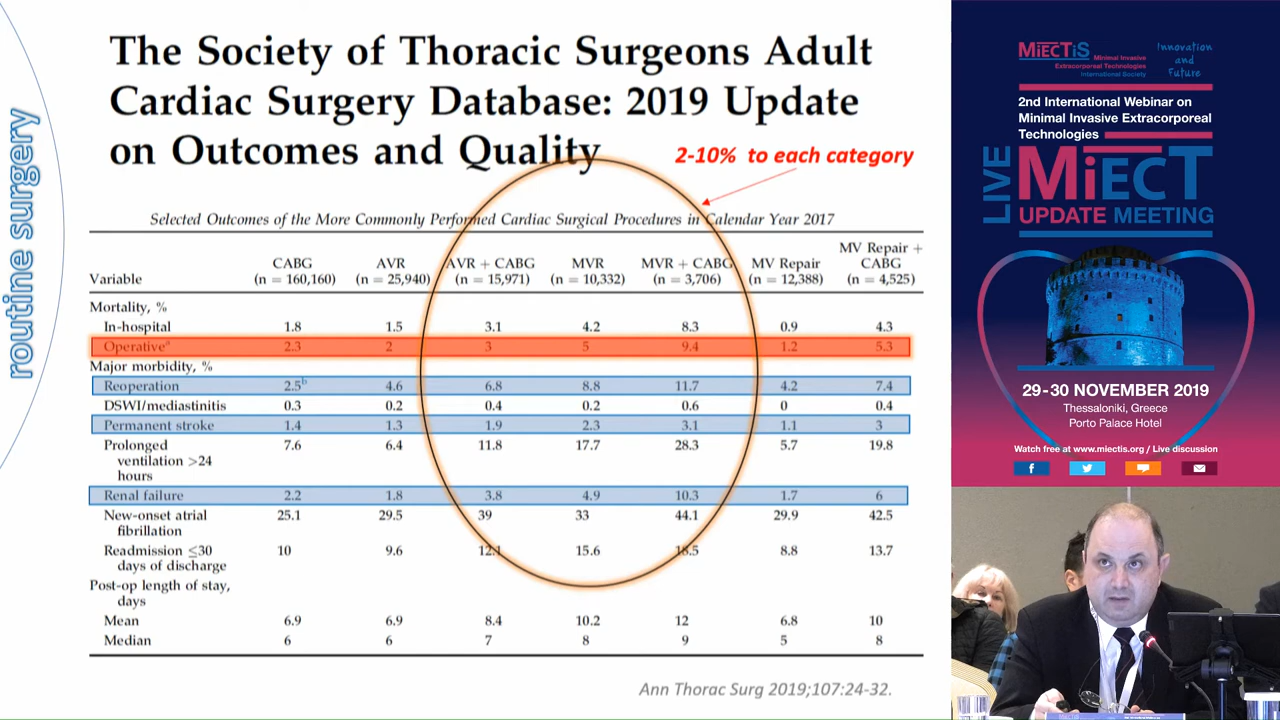 routine surgery
The Society of Thoracic Surgeons Adult
Cardiac Surgery Database: 2019 Update
on Outcomes and Quality
2-10% to each category
Selected Outcomes of the More Commonly Performed Cardiac Surgical Procedures in Calendar Year 2017
Variable CABG (n = 160,160) AVR (n = 25,940) AVR + CABG (n = 15,971) MVR (n = 10,332) MVR + CABG (n = 3,706) MV Repair (n = 12,388) MV Repair + CABG (n = 4,525)
Mortality, %
In-hospital 1.8 1.5 3.1 4.2 8.3 0.9 4.3
Operativeᵃ 2.3 2 3 5 9.4 1.2 5.3
Major morbidity, %
Reoperation 2.5ᵇ 4.6 6.8 8.8 11.7 4.2 7.4
DSWI/mediastinitis 0.3 0.2 0.4 0.2 0.6 0 0.4
Permanent stroke 1.4 1.3 1.9 2.3 3.1 1.1 3
Prolonged 7.6 6.4 11.8 17.7 28.3 5.7 19.8
ventilation >24
hours
Renal failure 2.2 1.8 3.8 4.9 10.3 1.7 6
New-onset atrial 25.1 29.5 39 33 44.1 29.9 42.5
fibrillation
Readmission ≤30 10 9.6 12.1 15.6 18.5 8.8 13.7
days of discharge
Post-op length of stay,
days
Mean 6.9 6.9 8.4 10.2 12 6.8 10
Median 6 6 7 8 9 5 8
Ann Thorac Surg 2019;107:24-32.
MiECTiS
Minimal Invasive
Extracorporeal Technologies
International Society
Innovation
and
Future
2nd International Webinar on
Minimal Invasive Extracorporeal
Technologies
LIVE
MiECT
UPDATE MEETING
29-30 NOVEMBER 2019
Thessaloniki, Greece
Porto Palace Hotel
Watch free at www.miectis.org / Live discussion